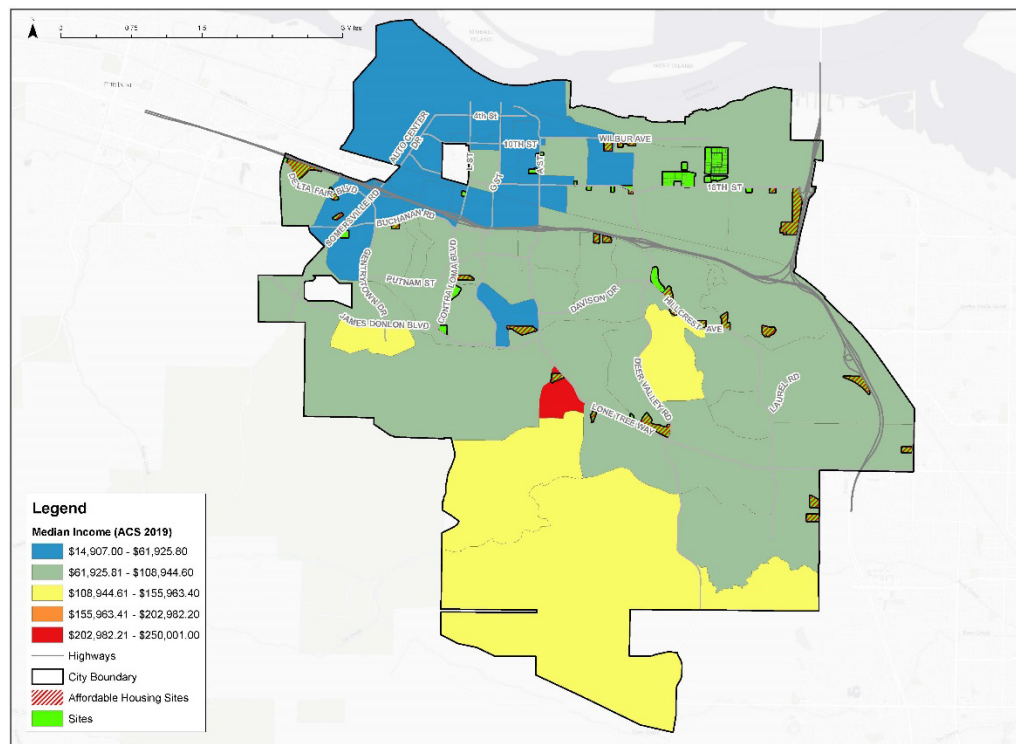 N
0 0.75 1.5 3 Miles
4th St
AUTO CENTER DR
10TH ST
WILBUR AVE
L ST
G ST
A ST
18TH ST
DELTA FAIR BLVD
SOMERSVILLE RD
BUCHANAN RD
GENTRYTOWN DR
PUTNAM ST
CONTRA LOMA BLVD
DAVISON DR
HILLCREST AVE
JAMES DONLON BLVD
DEER VALLEY RD
LAUREL RD
LONE TREE WAY
Legend
Median Income (ACS 2019)
$14,907.00 - $61,925.80
$61,925.81 - $108,944.60
$108,944.61 - $155,963.40
$155,963.41 - $202,982.20
$202,982.21 - $250,001.00
Highways
City Boundary
Affordable Housing Sites
Sites